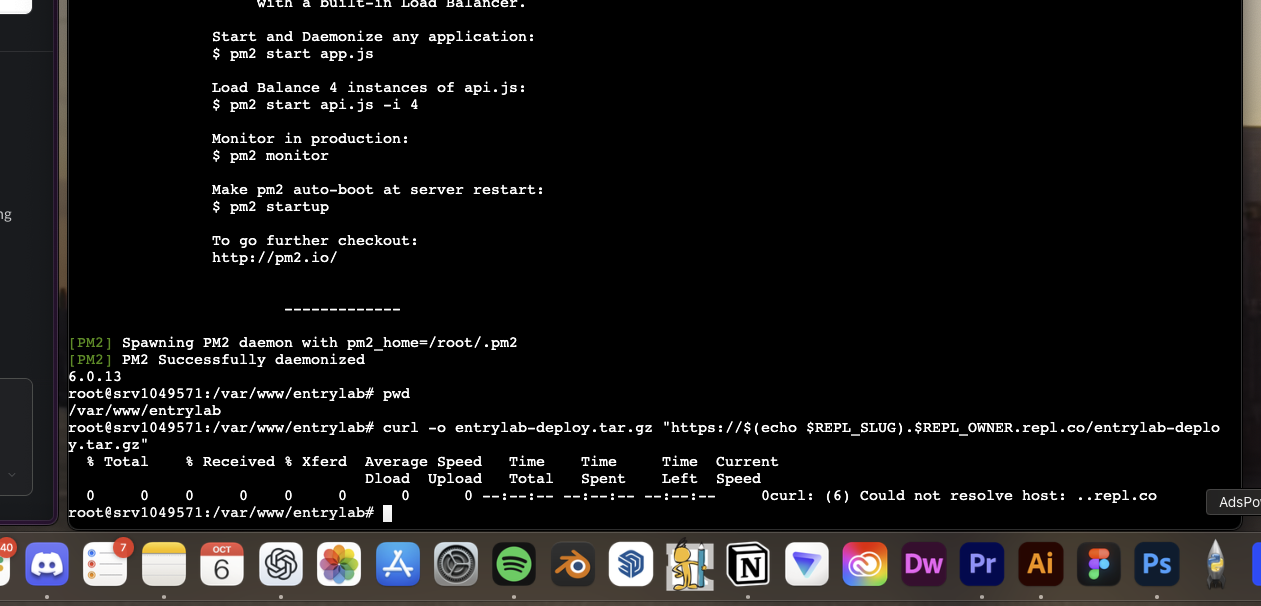 with a built-in Load Balancer.
Start and Daemonize any application:
$ pm2 start app.js
Load Balance 4 instances of api.js:
$ pm2 start api.js -i 4
Monitor in production:
$ pm2 monitor
Make pm2 auto-boot at server restart:
$ pm2 startup
To go further checkout:
http://pm2.io/
-------------
[PM2] Spawning PM2 daemon with pm2_home=/root/.pm2
[PM2] PM2 Successfully daemonized
6.0.13
root@srv1049571:/var/www/entrylab# pwd
/var/www/entrylab
root@srv1049571:/var/www/entrylab# curl -o entrylab-deploy.tar.gz "https://$(echo $REPL_SLUG).$REPL_OWNER.repl.co/entrylab-deplo
y.tar.gz"
% Total % Received % Xferd Average Speed Time Time Time Current
Dload Upload Total Spent Left Speed
0 0 0 0 0 0 0 0 --:--:-- --:--:-- --:--:-- 0curl: (6) Could not resolve host: ..repl.co
root@srv1049571:/var/www/entrylab#
ng
AdsPo
40
7
OCT
6
N
Dw
Pr
Ai
Ps